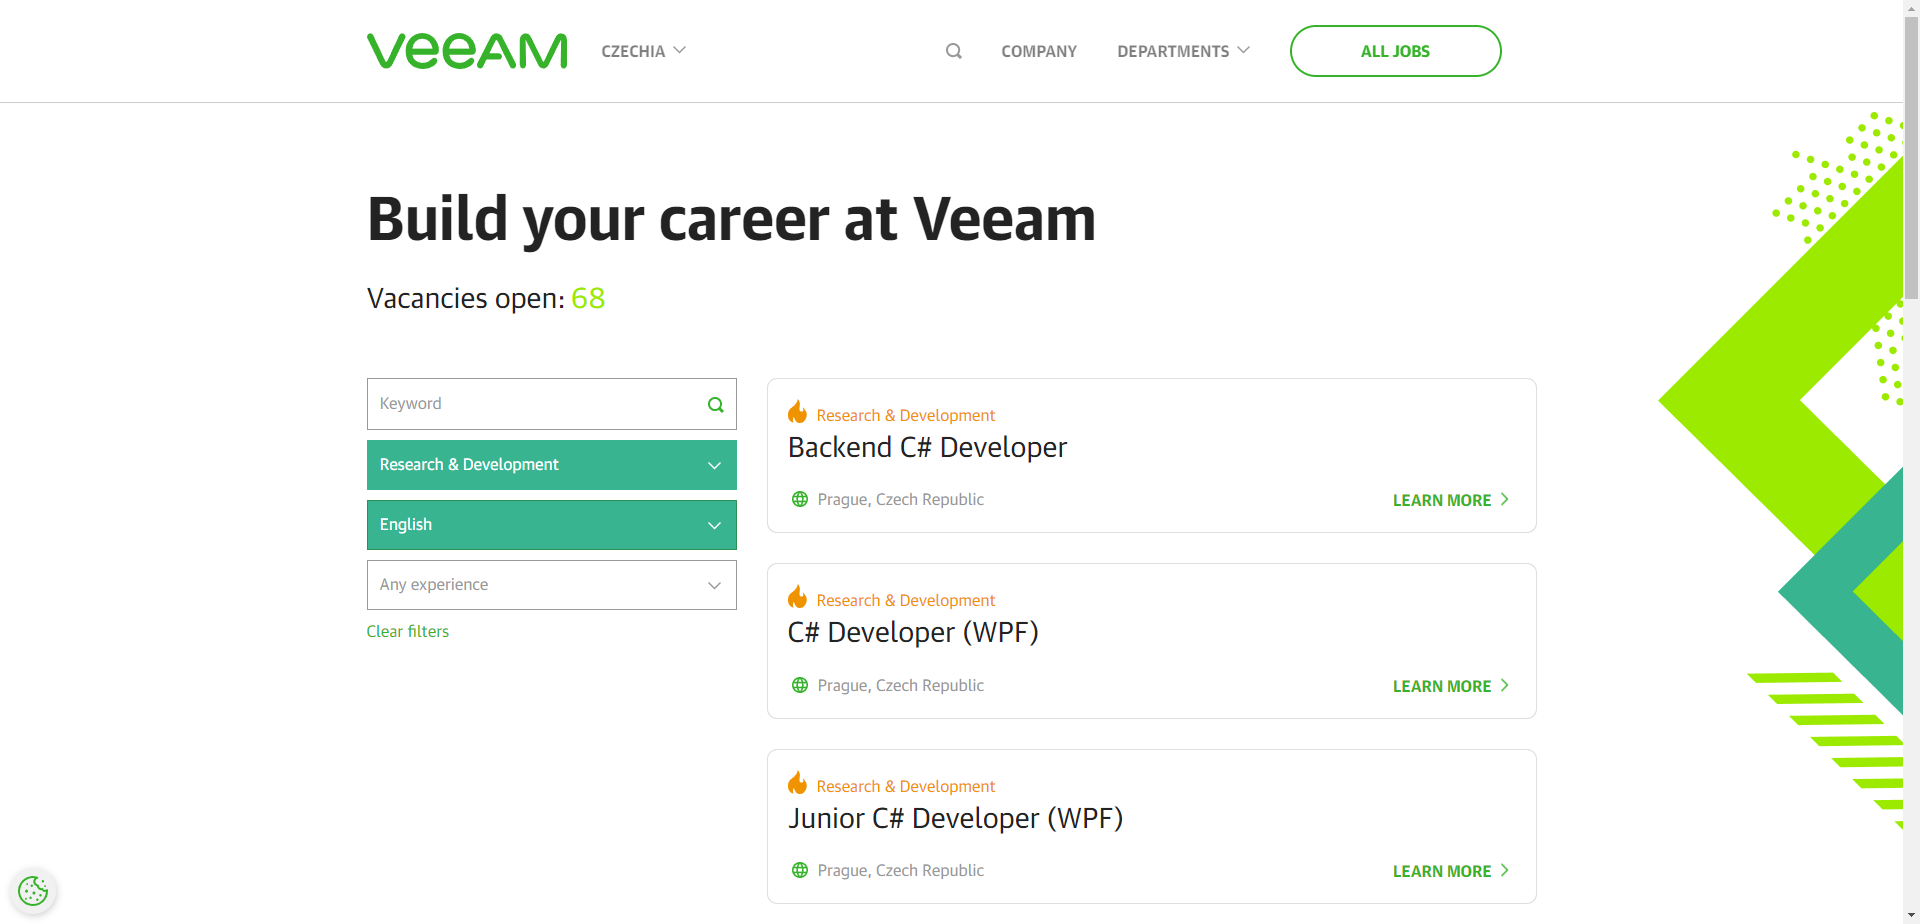 veeAM
CZECHIA
COMPANY
DEPARTMENTS
ALL JOBS
Build your career at Veeam
Vacancies open: 68
Keyword
Research & Development
English
Any experience
Clear filters
Research & Development
Backend C# Developer
Prague, Czech Republic
LEARN MORE
Research & Development
C# Developer (WPF)
Prague, Czech Republic
LEARN MORE
Research & Development
Junior C# Developer (WPF)
Prague, Czech Republic
LEARN MORE